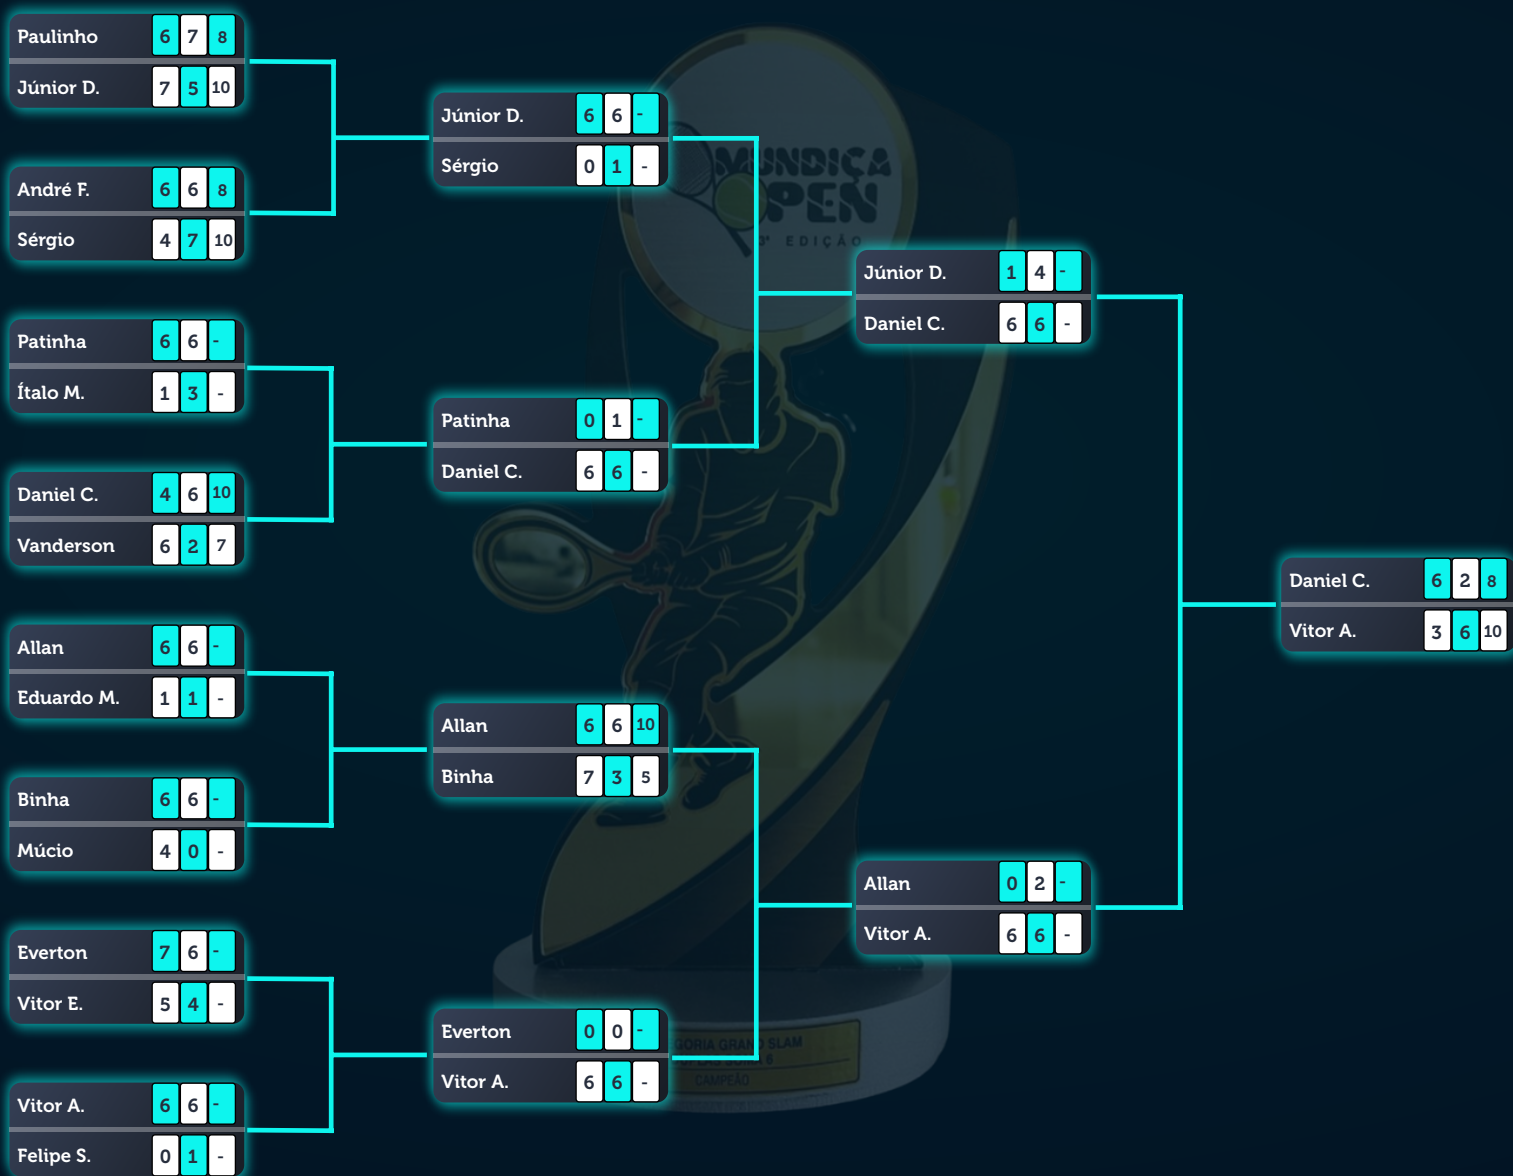 Paulinho 6 7 8
Júnior D. 7 5 10
André F. 6 6 8
Sérgio 4 7 10
Patinha 6 6 -
Ítalo M. 1 3 -
Daniel C. 4 6 10
Vanderson 6 2 7
Allan 6 6 -
Eduardo M. 1 1 -
Binha 6 6 -
Múcio 4 0 -
Everton 7 6 -
Vitor E. 5 4 -
Vitor A. 6 6 -
Felipe S. 0 1 -
Júnior D. 6 6 -
Sérgio 0 1 -
Patinha 0 1 -
Daniel C. 6 6 -
Allan 6 6 10
Binha 7 3 5
Everton 0 0 -
Vitor A. 6 6 -
Júnior D. 1 4 -
Daniel C. 6 6 -
Allan 0 2 -
Vitor A. 6 6 -
Daniel C. 6 2 8
Vitor A. 3 6 10
MUNDIÇA
OPEN
3ª EDIÇÃO
GRAND SLAM
CAMPEÃO